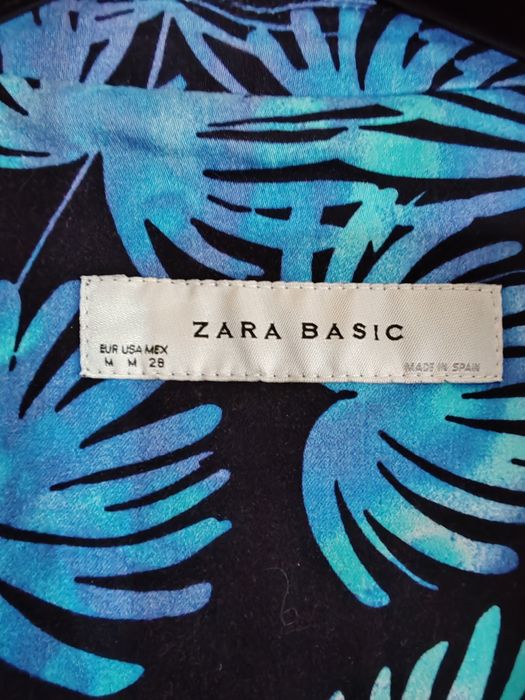 ZARA BASIC
EUR USA MEX
M M 28
MADE IN SPAIN